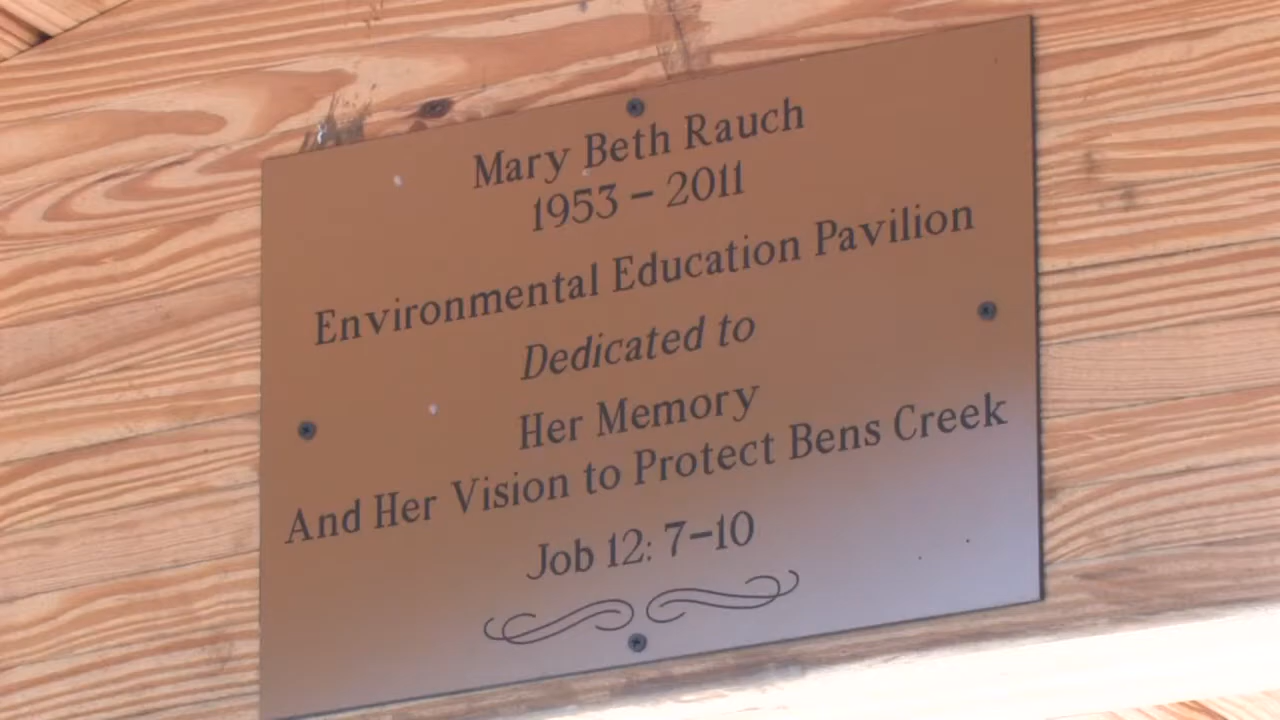 Mary Beth Rauch
1953 – 2011
Environmental Education Pavilion
Dedicated to
Her Memory
And Her Vision to Protect Bens Creek
Job 12: 7–10